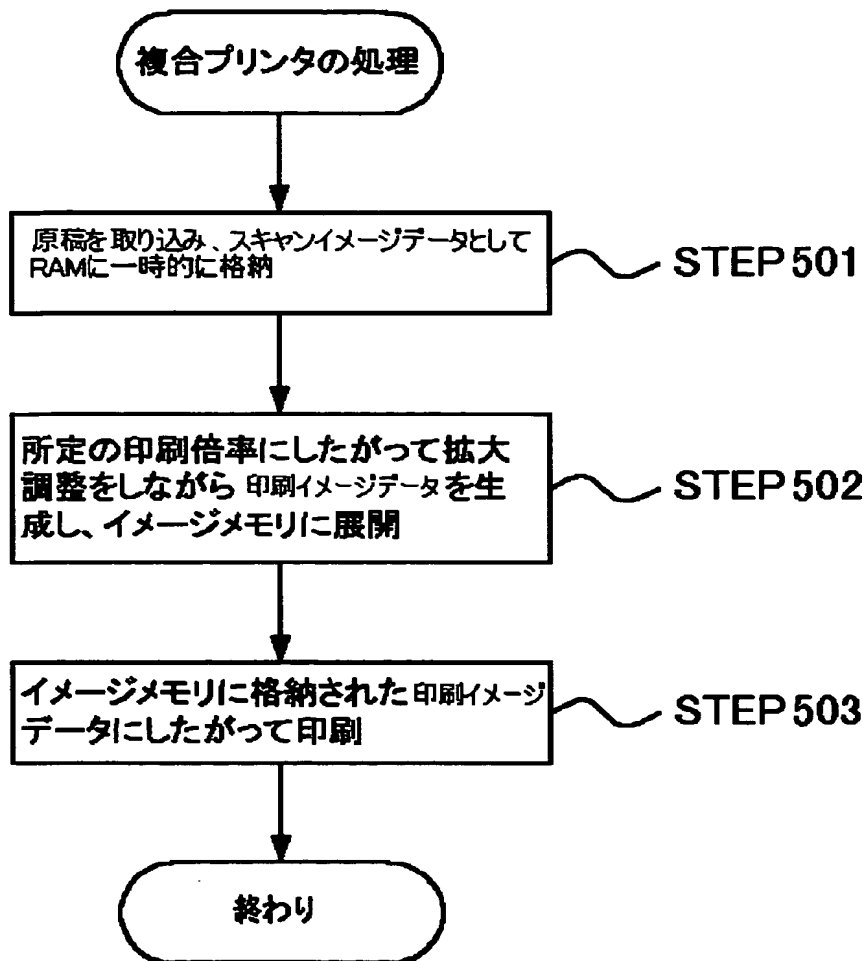 複合プリンタの処理
原稿を取り込み、スキャンイメージデータとして
RAMに一時的に格納
STEP 501
所定の印刷倍率にしたがって拡大
調整をしながら 印刷イメージデータを生
成し、イメージメモリに展開
STEP 502
イメージメモリに格納された 印刷イメージ
データにしたがって印刷
STEP 503
終わり